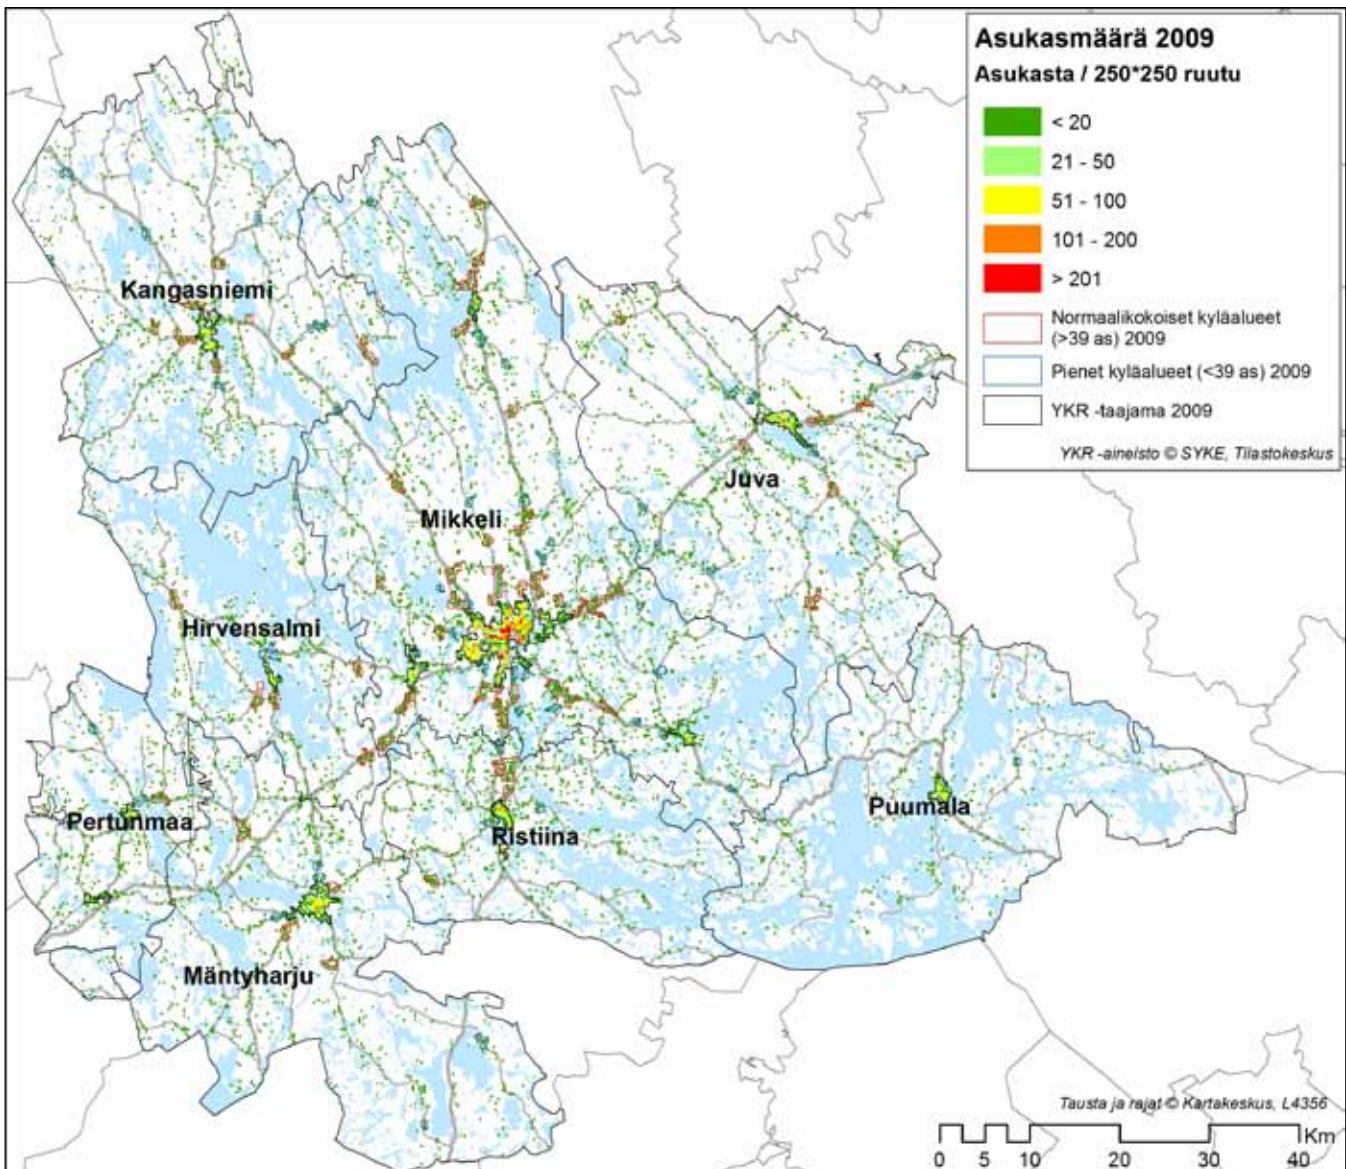 Asukasmäärä 2009
Asukasta / 250*250 ruutu
< 20
21 - 50
51 - 100
101 - 200
> 201
Normaalikokoiset kyläalueet
(>39 as) 2009
Pienet kyläalueet (<39 as) 2009
YKR -taajama 2009
YKR -aineisto © SYKE, Tilastokeskus
Kangasniemi
Juva
Mikkeli
Hirvensalmi
Puumala
Pertunmaa
Ristiina
Mäntyharju
Tausta ja rajat © Kartakeskus, L4356
Km
0 5 10 20 30 40